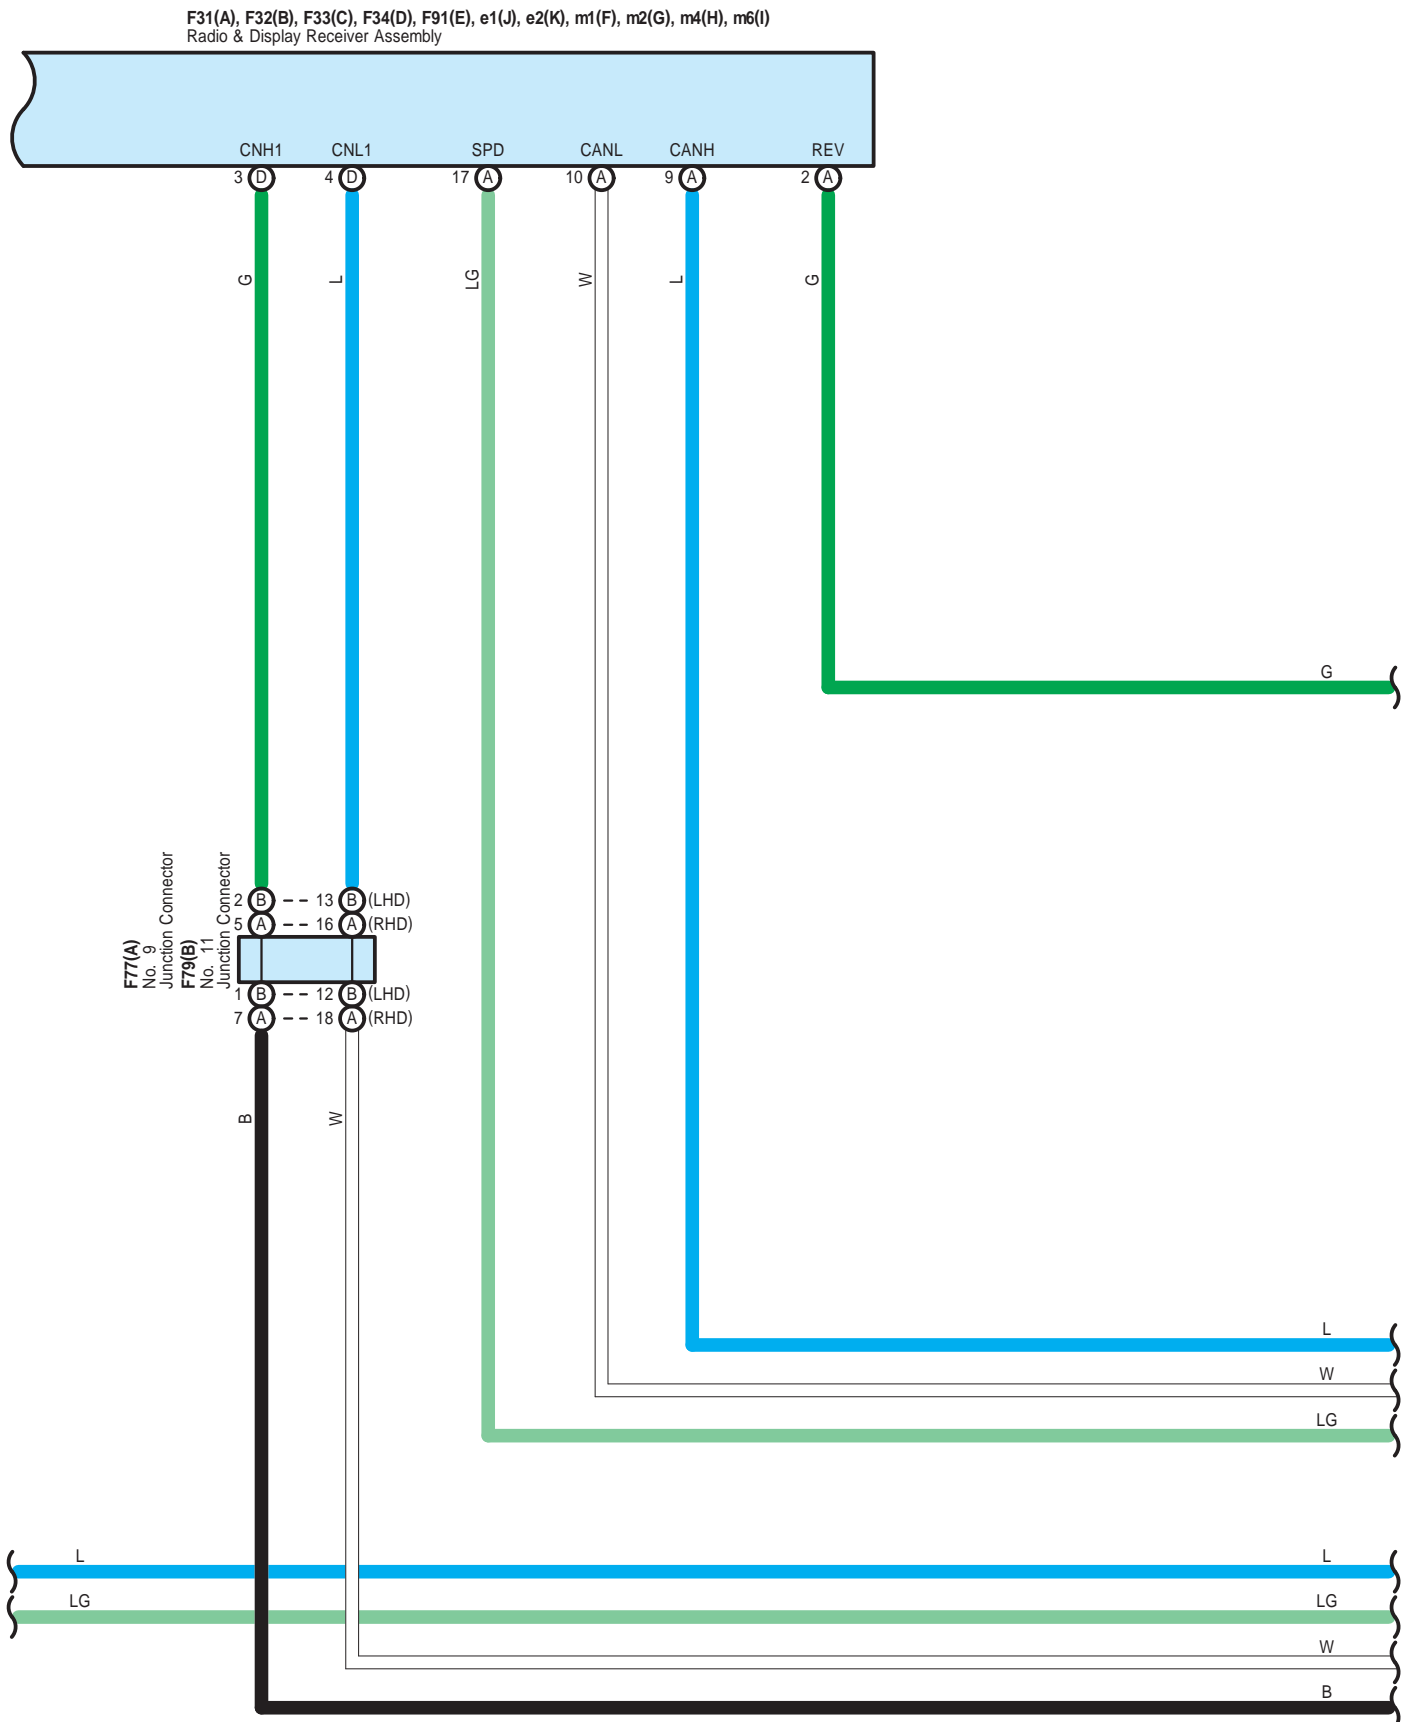 F31(A), F32(B), F33(C), F34(D), F91(E), e1(J), e2(K), m1(F), m2(G), m4(H), m6(I)
Radio & Display Receiver Assembly
CNH1 CNL1 SPD CANL CANH REV
3 D 4 D 17 A 10 A 9 A 2 A
G L LG W L G
G
F77(A)
No. 9
Junction Connector
F79(B)
No. 11
Junction Connector
2 B 13 B (LHD)
5 A 16 A (RHD)
1 B 12 B (LHD)
7 A 18 A (RHD)
B W
L
W
LG
L L
LG LG
W
B